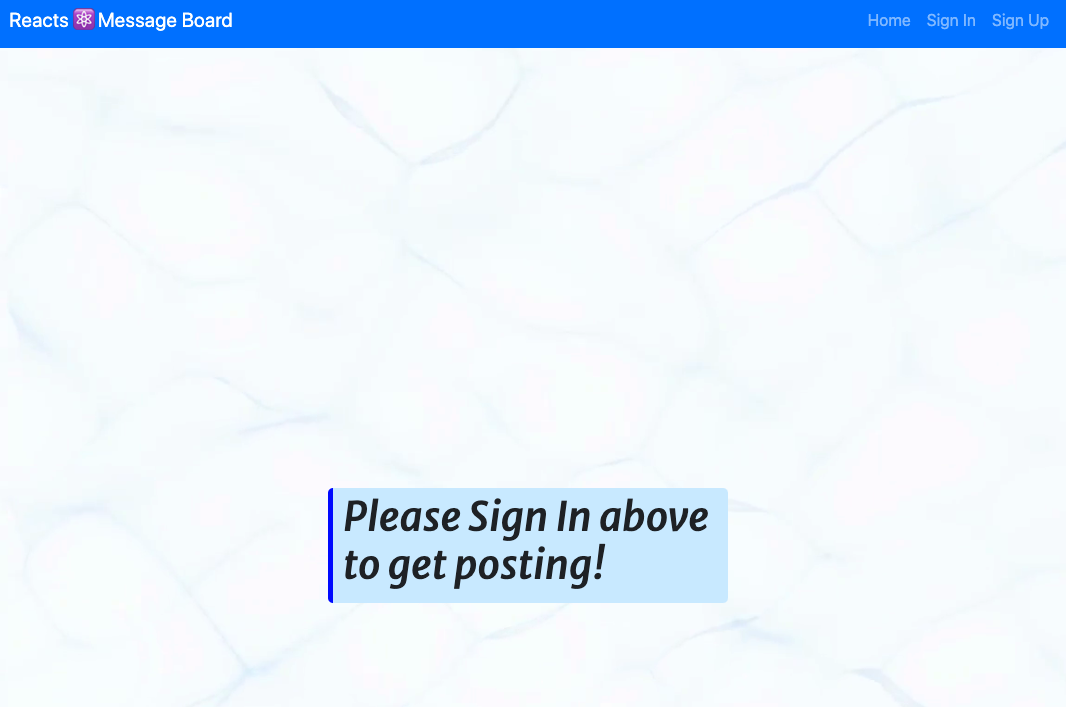 Reacts ⚛️ Message Board Home Sign In Sign Up
Please Sign In above
to get posting!